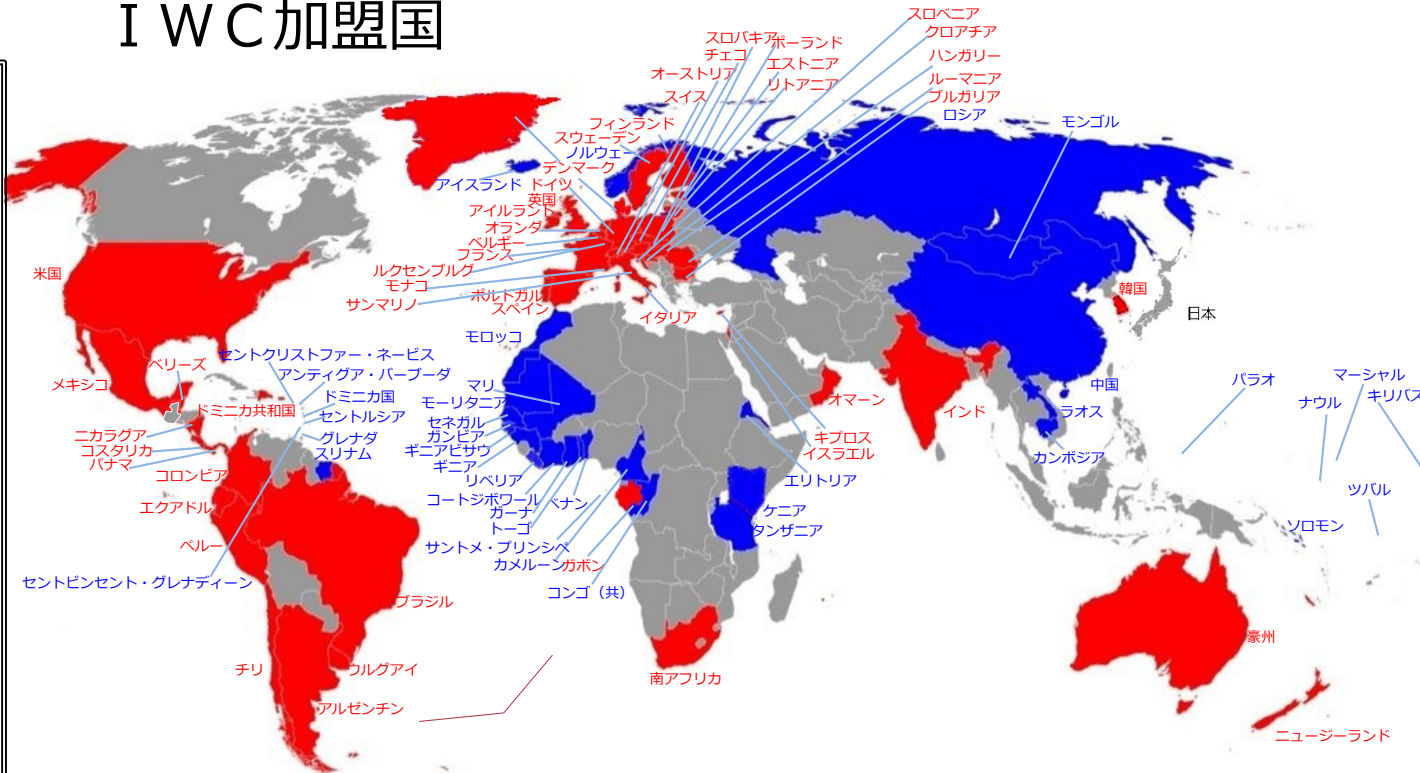 ＩＷＣ加盟国
スロベニア
クロアチア
スロバキア
ポーランド
チェコ
エストニア
ハンガリー
オーストリア
リトアニア
ルーマニア
スイス
ブルガリア
ロシア
モンゴル
フィンランド
スウェーデン
ノルウェー
デンマーク
アイスランド
ドイツ
英国
アイルランド
オランダ
ベルギー
フランス
ルクセンブルグ
モナコ
サンマリノ
ポルトガル
スペイン
イタリア
米国
韓国
日本
モロッコ
セントクリストファー・ネービス
ベリーズ
アンティグア・バーブーダ
メキシコ
ドミニカ国
ドミニカ共和国
セントルシア
ニカラグア
グレナダ
コスタリカ
スリナム
パナマ
コロンビア
エクアドル
ペルー
セントビンセント・グレナディーン
ブラジル
チリ
ウルグアイ
アルゼンチン
マリ
モーリタニア
セネガル
ガンビア
ギニアビサウ
ギニア
リベリア
コートジボワール
ベナン
ガーナ
トーゴ
サントメ・プリンシペ
カメルーン
ガボン
コンゴ（共）
オマーン
インド
キプロス
イスラエル
エリトリア
ケニア
タンザニア
南アフリカ
中国
ラオス
カンボジア
パラオ
マーシャル
ナウル
キリバス
ツバル
ソロモン
豪州
ニュージーランド